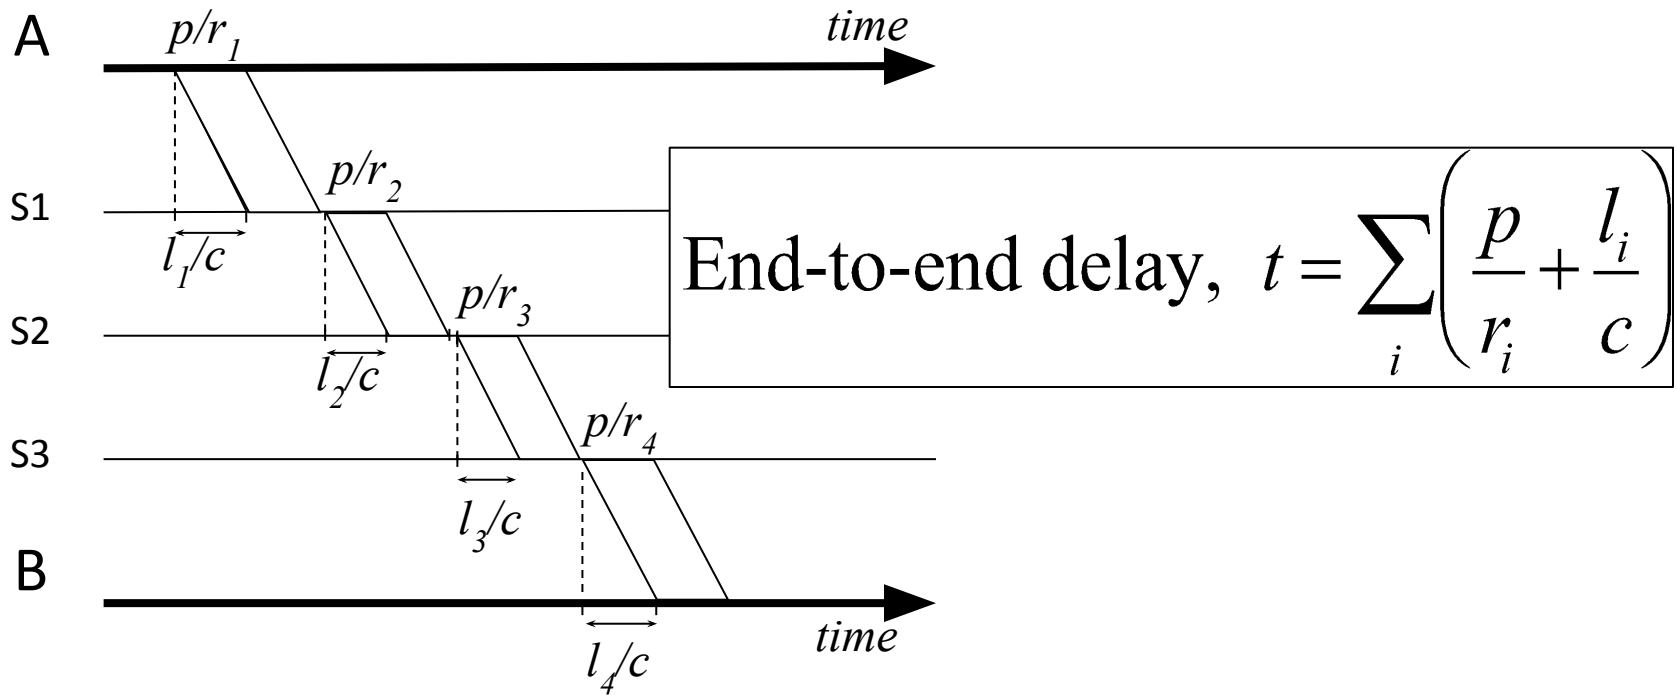 A
p/r₁
time
S1
p/r₂
l₁/c
End-to-end delay, t = ∑ᵢ (p/rᵢ + lᵢ/c)
S2
p/r₃
l₂/c
S3
p/r₄
l₃/c
B
time
l₄/c